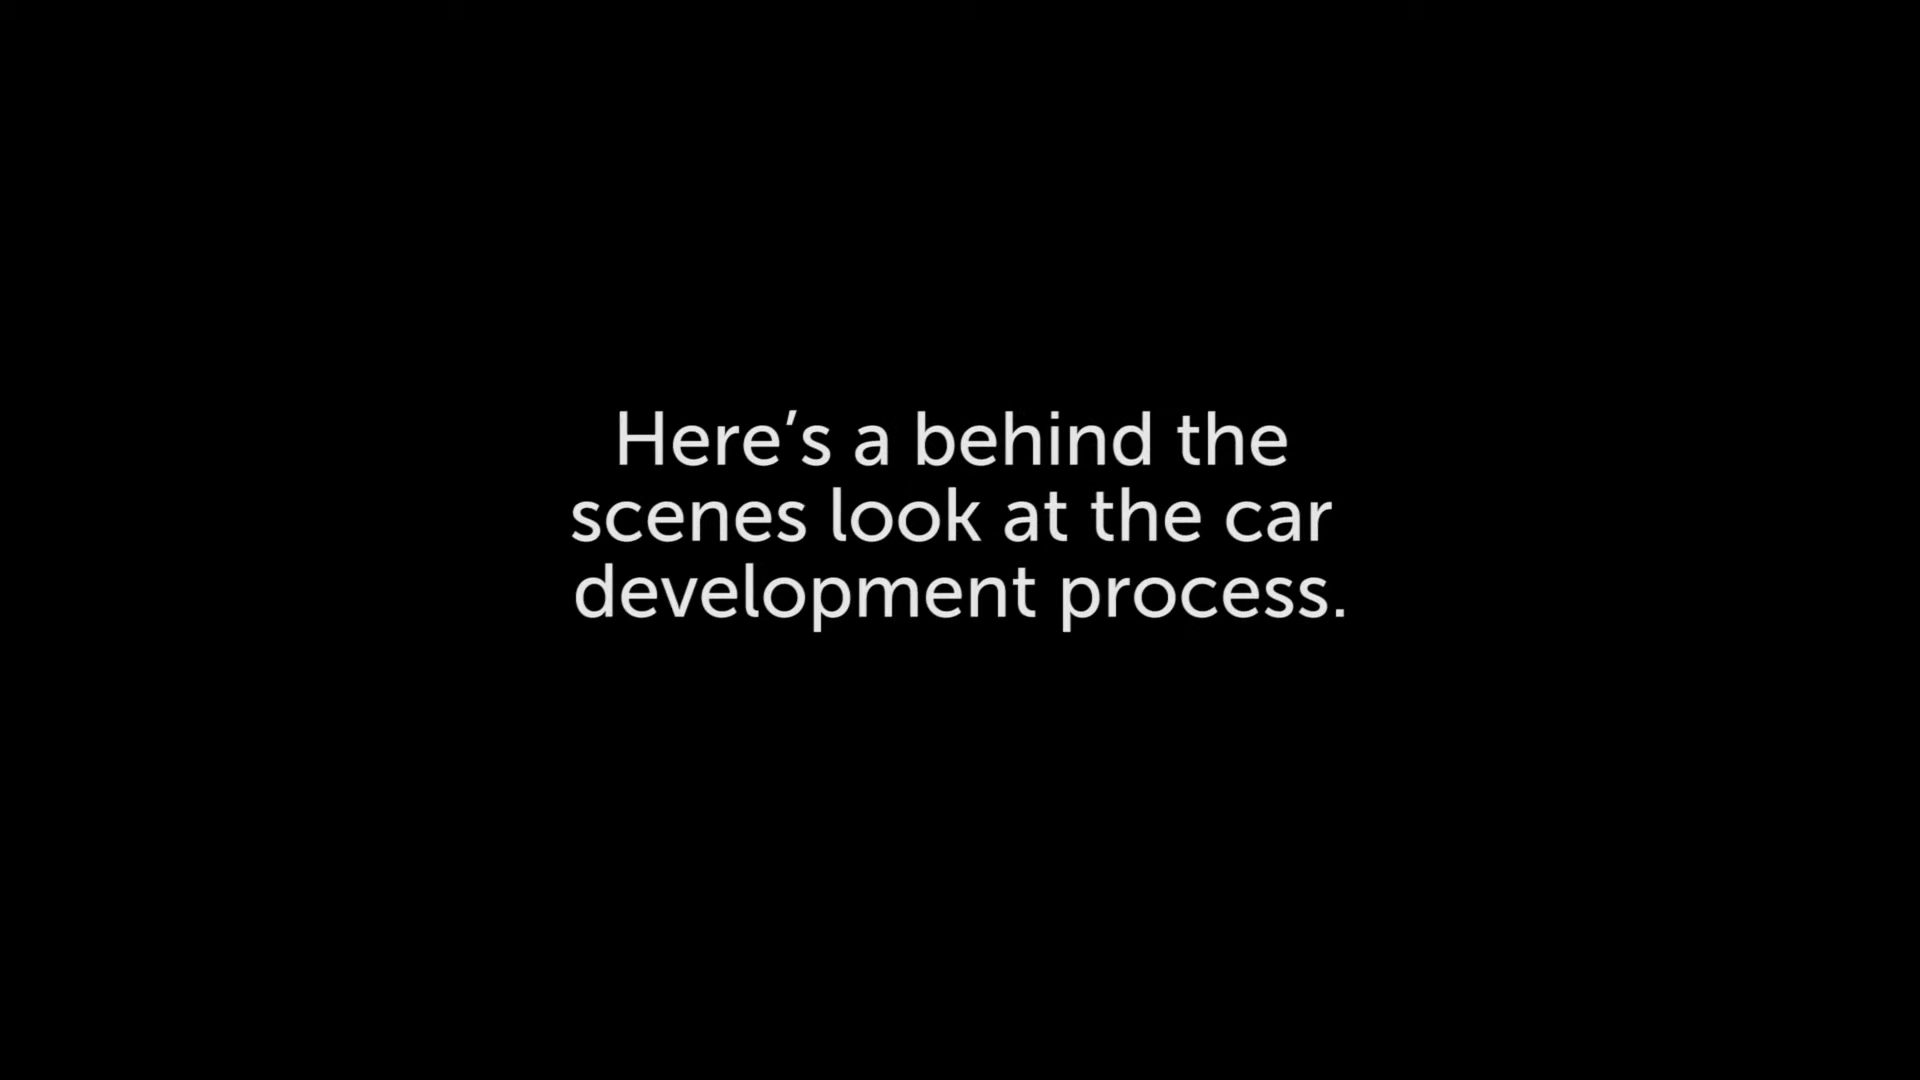 Here’s a behind the
scenes look at the car
development process.